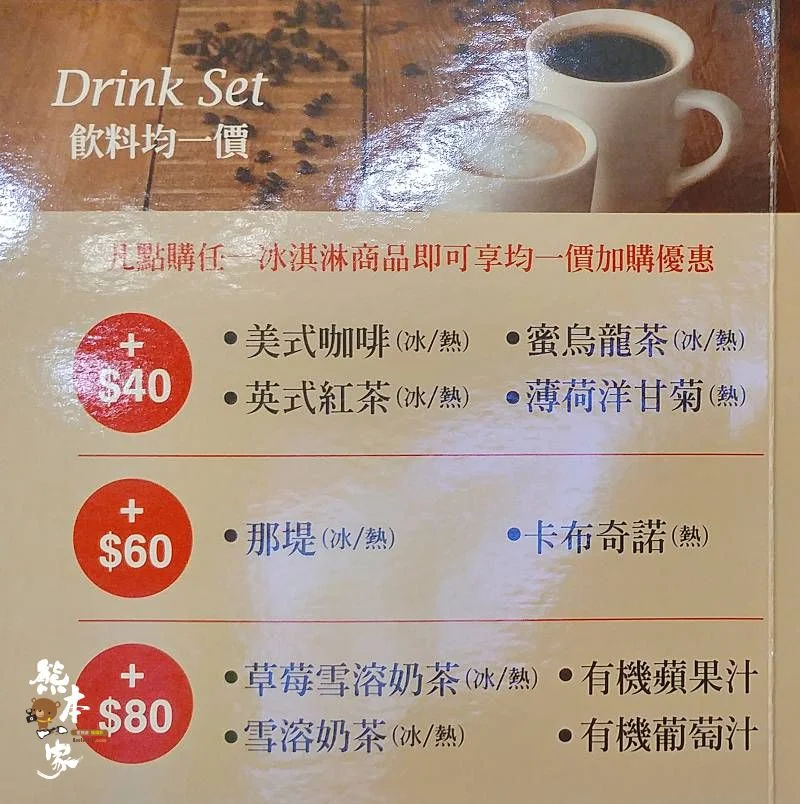 Drink Set
飲料均一價
凡點購任一冰淇淋商品即可享均一價加購優惠
+
$40
•美式咖啡(冰/熱) •蜜烏龍茶(冰/熱)
•英式紅茶(冰/熱) •薄荷洋甘菊(熱)
+
$60
•那堤(冰/熱) •卡布奇諾(熱)
+
$80
•草莓雪溶奶茶(冰/熱) •有機蘋果汁
•雪溶奶茶(冰/熱) •有機葡萄汁
熊本一家